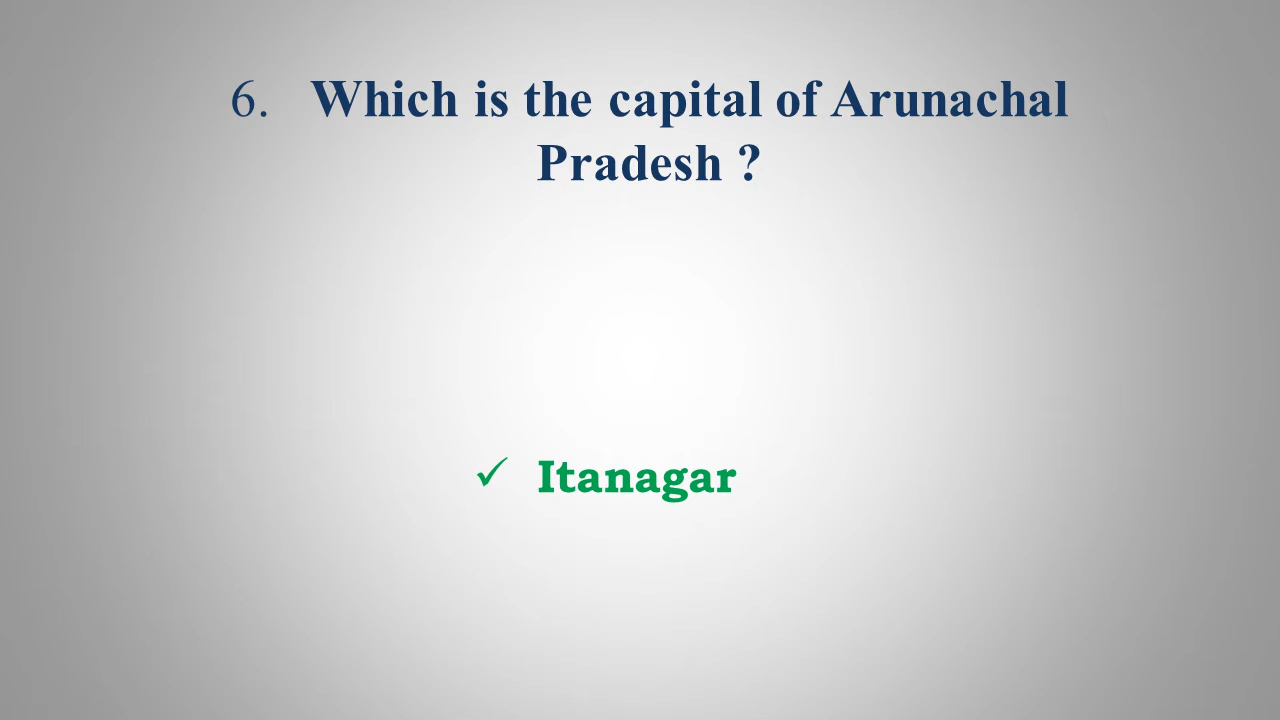 6. Which is the capital of Arunachal
Pradesh ?
✓ Itanagar